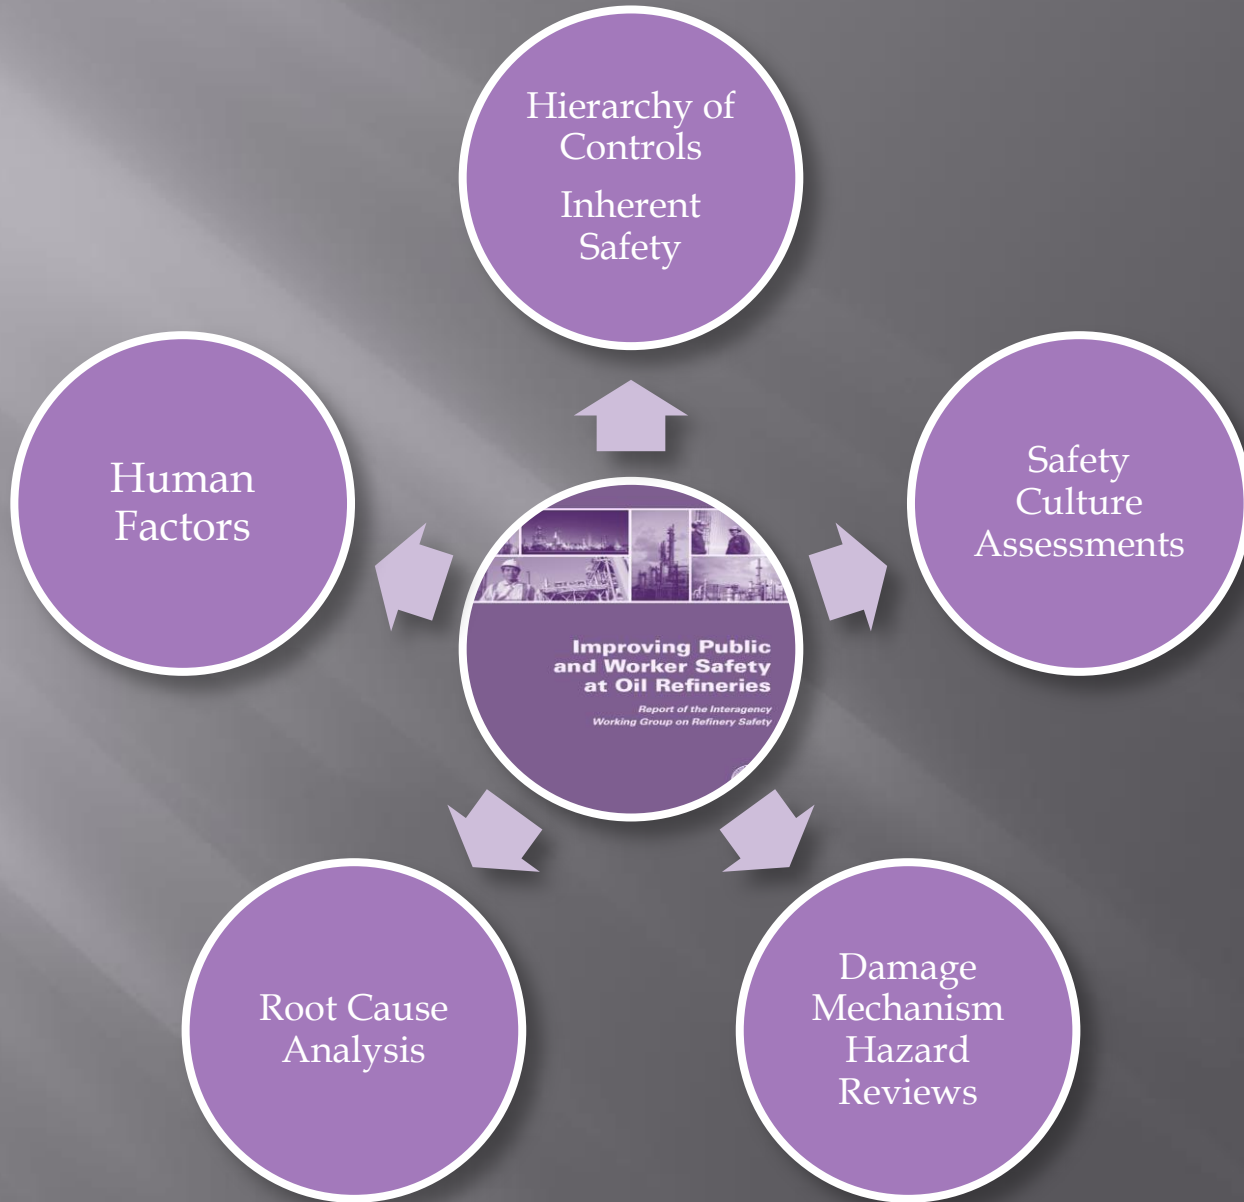 Hierarchy of
Controls
Inherent
Safety
Human
Factors
Safety
Culture
Assessments
Improving Public
and Worker Safety
at Oil Refineries
Report of the Interagency
Working Group on Refinery Safety
Root Cause
Analysis
Damage
Mechanism
Hazard
Reviews